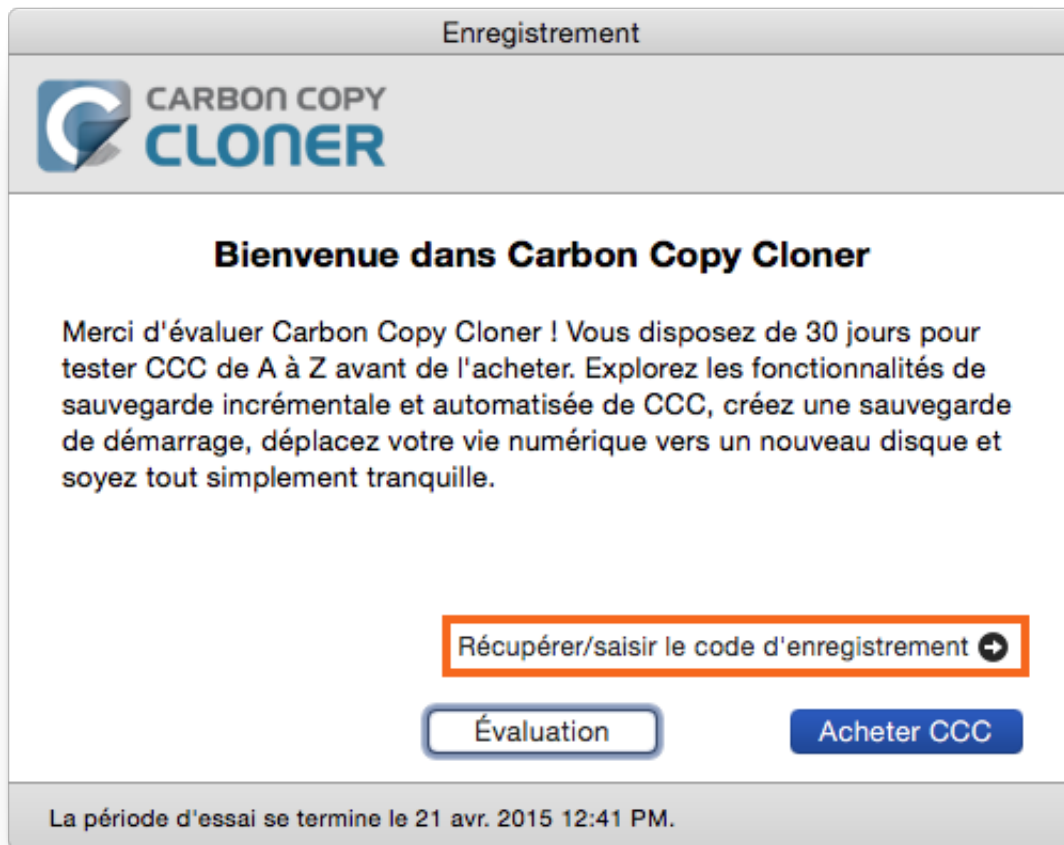 Enregistrement
CARBON COPY
CLONER
Bienvenue dans Carbon Copy Cloner
Merci d'évaluer Carbon Copy Cloner ! Vous disposez de 30 jours pour
tester CCC de A à Z avant de l'acheter. Explorez les fonctionnalités de
sauvegarde incrémentale et automatisée de CCC, créez une sauvegarde
de démarrage, déplacez votre vie numérique vers un nouveau disque et
soyez tout simplement tranquille.
Récupérer/saisir le code d'enregistrement
Évaluation
Acheter CCC
La période d'essai se termine le 21 avr. 2015 12:41 PM.